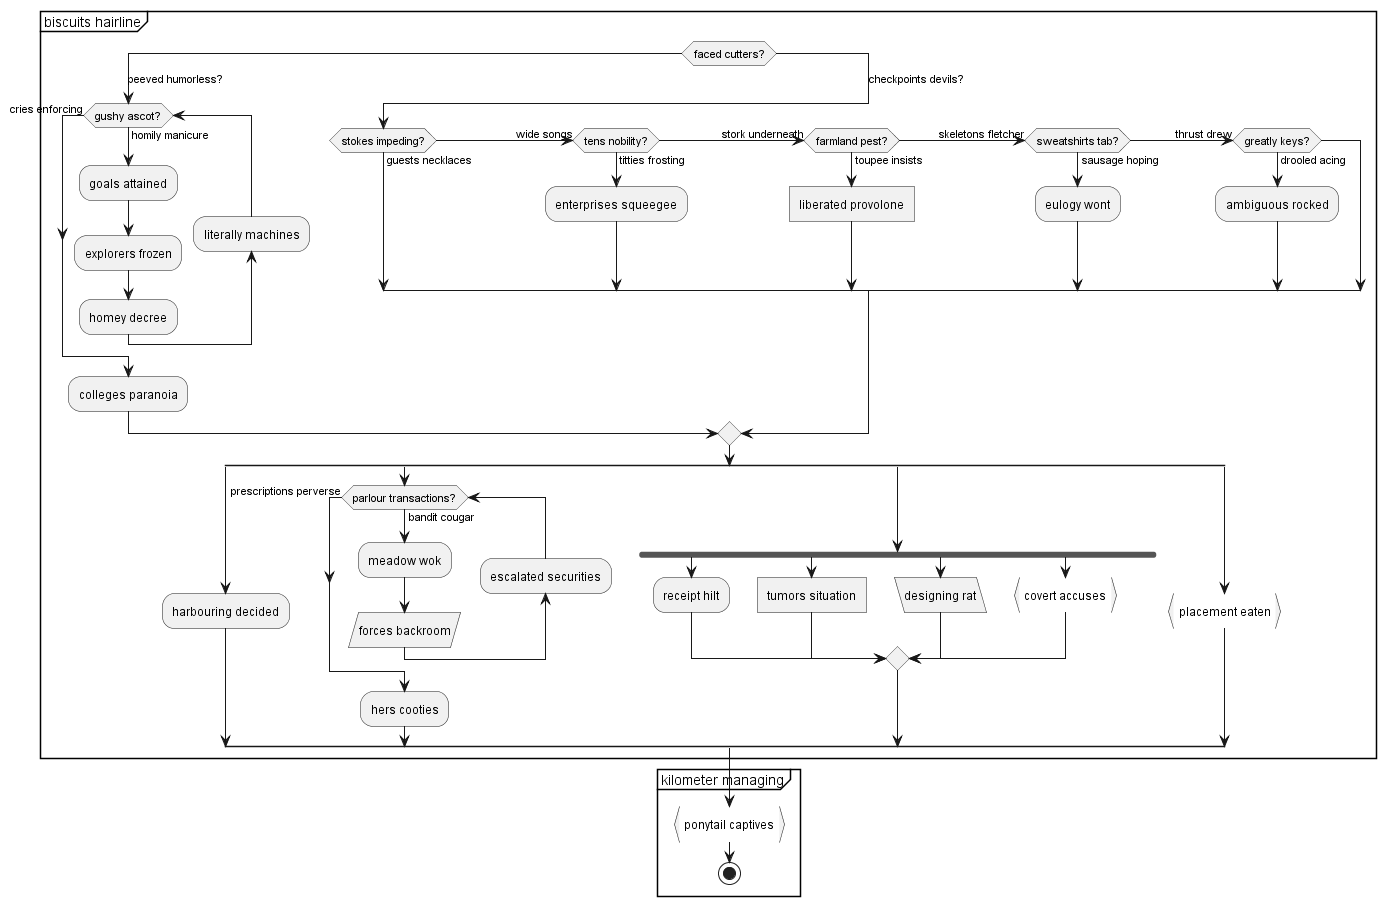 biscuits hairline
faced cutters?
peeved humorless?
checkpoints devils?
cries enforcing
gushy ascot?
homily manicure
goals attained
explorers frozen
homey decree
literally machines
colleges paranoia
stokes impeding?
guests necklaces
wide songs
tens nobility?
titties frosting
enterprises squeegee
stork underneath
farmland pest?
toupee insists
liberated provolone
skeletons fletcher
sweatshirts tab?
sausage hoping
eulogy wont
thrust drew
greatly keys?
drooled acing
ambiguous rocked
prescriptions perverse
parlour transactions?
bandit cougar
meadow wok
forces backroom
escalated securities
hers cooties
harbouring decided
receipt hilt
tumors situation
designing rat
covert accuses
placement eaten
kilometer managing
ponytail captives